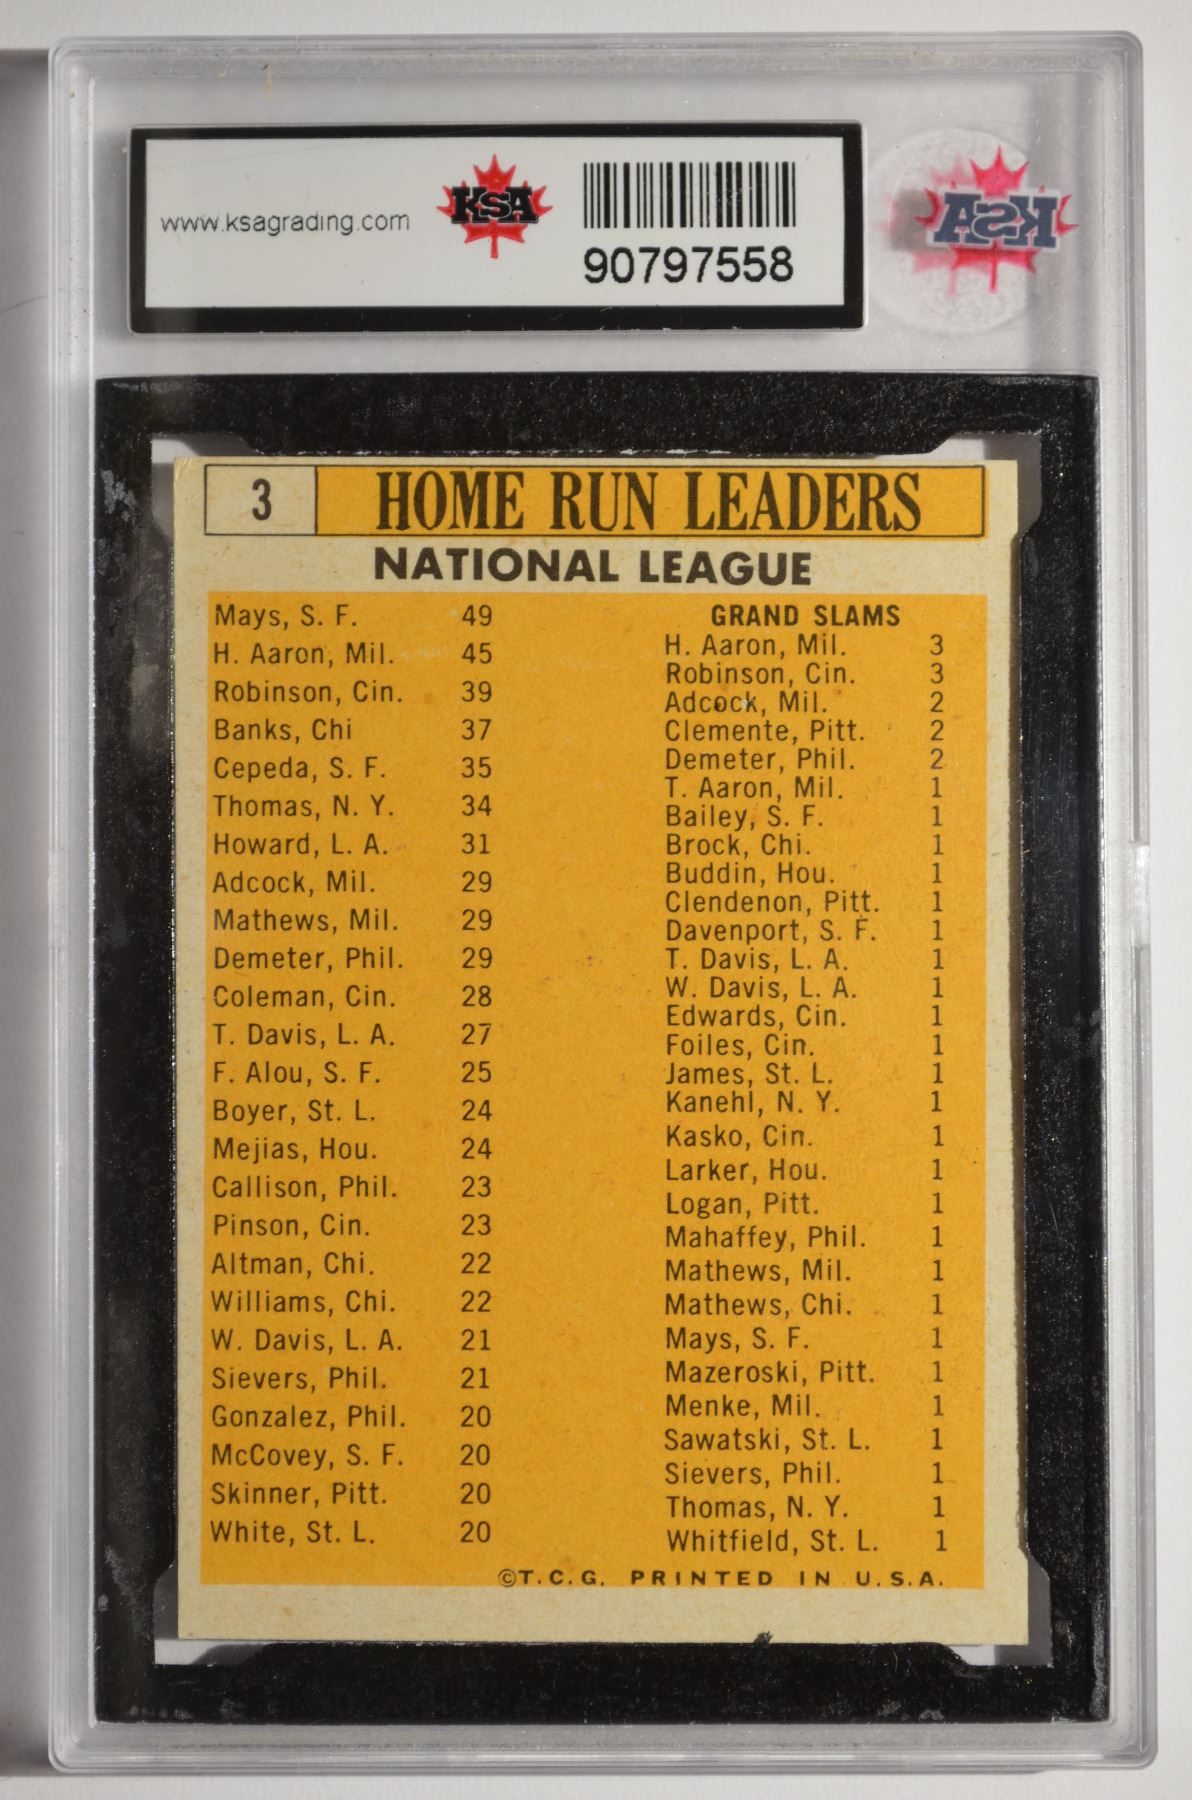 www.ksagrading.com
KSA
90797558
KSA
3
HOME RUN LEADERS
NATIONAL LEAGUE
Mays, S. F. 49
H. Aaron, Mil. 45
Robinson, Cin. 39
Banks, Chi 37
Cepeda, S. F. 35
Thomas, N. Y. 34
Howard, L. A. 31
Adcock, Mil. 29
Mathews, Mil. 29
Demeter, Phil. 29
Coleman, Cin. 28
T. Davis, L. A. 27
F. Alou, S. F. 25
Boyer, St. L. 24
Mejias, Hou. 24
Callison, Phil. 23
Pinson, Cin. 23
Altman, Chi. 22
Williams, Chi. 22
W. Davis, L. A. 21
Sievers, Phil. 21
Gonzalez, Phil. 20
McCovey, S. F. 20
Skinner, Pitt. 20
White, St. L. 20
GRAND SLAMS
H. Aaron, Mil. 3
Robinson, Cin. 3
Adcock, Mil. 2
Clemente, Pitt. 2
Demeter, Phil. 2
T. Aaron, Mil. 1
Bailey, S. F. 1
Brock, Chi. 1
Buddin, Hou. 1
Clendenon, Pitt. 1
Davenport, S. F. 1
T. Davis, L. A. 1
W. Davis, L. A. 1
Edwards, Cin. 1
Foiles, Cin. 1
James, St. L. 1
Kanehl, N. Y. 1
Kasko, Cin. 1
Larker, Hou. 1
Logan, Pitt. 1
Mahaffey, Phil. 1
Mathews, Mil. 1
Mathews, Chi. 1
Mays, S. F. 1
Mazeroski, Pitt. 1
Menke, Mil. 1
Sawatski, St. L. 1
Sievers, Phil. 1
Thomas, N. Y. 1
Whitfield, St. L. 1
©T.C.G. PRINTED IN U.S.A.